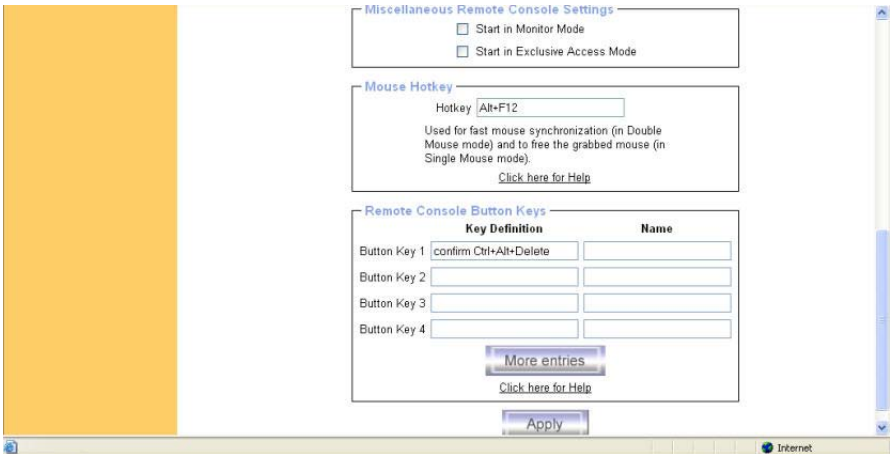 Miscellaneous Remote Console Settings
Start in Monitor Mode
Start in Exclusive Access Mode
Mouse Hotkey
Hotkey Alt+F12
Used for fast mouse synchronization (in Double
Mouse mode) and to free the grabbed mouse (in
Single Mouse mode).
Click here for Help
Remote Console Button Keys
Key Definition Name
Button Key 1 confirm Ctrl+Alt+Delete
Button Key 2
Button Key 3
Button Key 4
More entries
Click here for Help
Apply
Internet